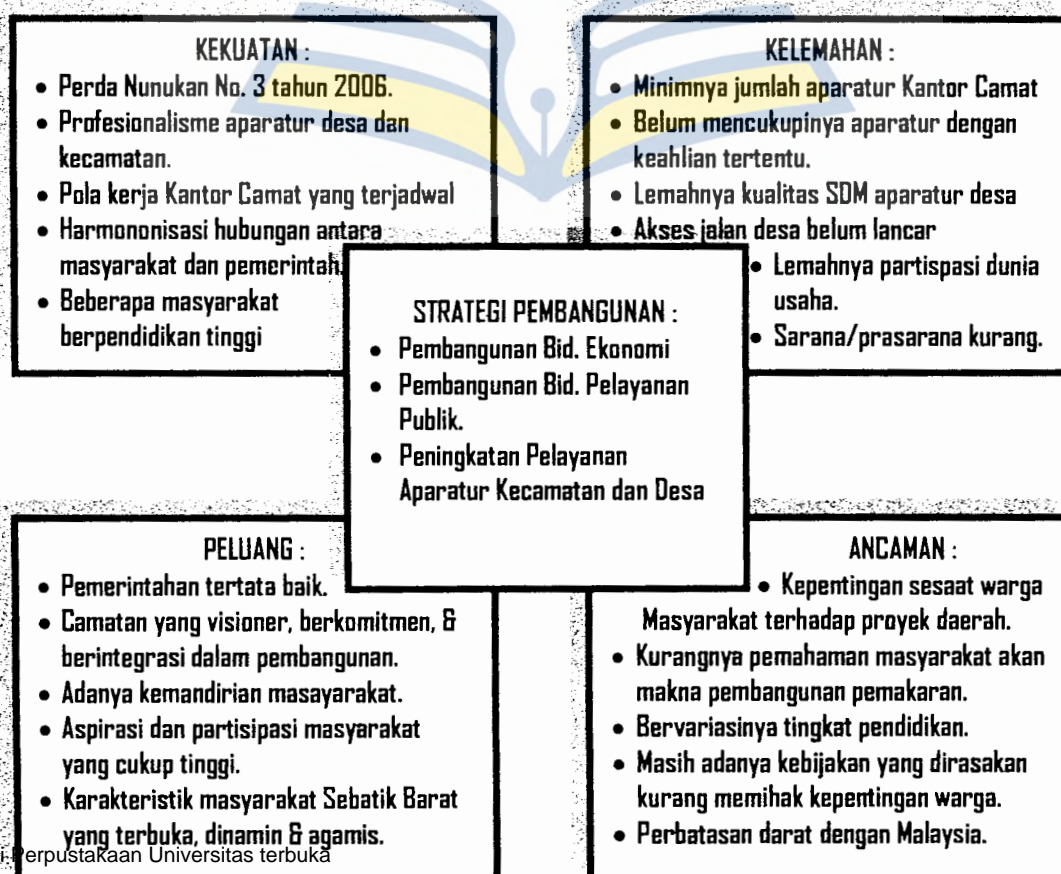 KEKUATAN :
• Perda Nunukan No. 3 tahun 2006.
• Profesionalisme aparatur desa dan
kecamatan.
• Pola kerja Kantor Camat yang terjadwal
• Harmononisasi hubungan antara
masyarakat dan pemerintah.
• Beberapa masyarakat
berpendidikan tinggi
KELEMAHAN :
• Minimnya jumlah aparatur Kantor Camat
• Belum mencukupinya aparatur dengan
keahlian tertentu.
• Lemahnya kualitas SDM aparatur desa
• Akses jalan desa belum lancar
• Lemahnya partispasi dunia
usaha.
• Sarana/prasarana kurang.
STRATEGI PEMBANGUNAN :
• Pembangunan Bid. Ekonomi
• Pembangunan Bid. Pelayanan
Publik.
• Peningkatan Pelayanan
Aparatur Kecamatan dan Desa
PELUANG :
• Pemerintahan tertata baik.
• Camatan yang visioner, berkomitmen, &
berintegrasi dalam pembangunan.
• Adanya kemandirian masayarakat.
• Aspirasi dan partisipasi masyarakat
yang cukup tinggi.
• Karakteristik masyarakat Sebatik Barat
yang terbuka, dinamin & agamis.
ANCAMAN :
• Kepentingan sesaat warga
Masyarakat terhadap proyek daerah.
• Kurangnya pemahaman masyarakat akan
makna pembangunan pemakaran.
• Bervariasinya tingkat pendidikan.
• Masih adanya kebijakan yang dirasakan
kurang memihak kepentingan warga.
• Perbatasan darat dengan Malaysia.
i Perpustakaan Universitas terbuka